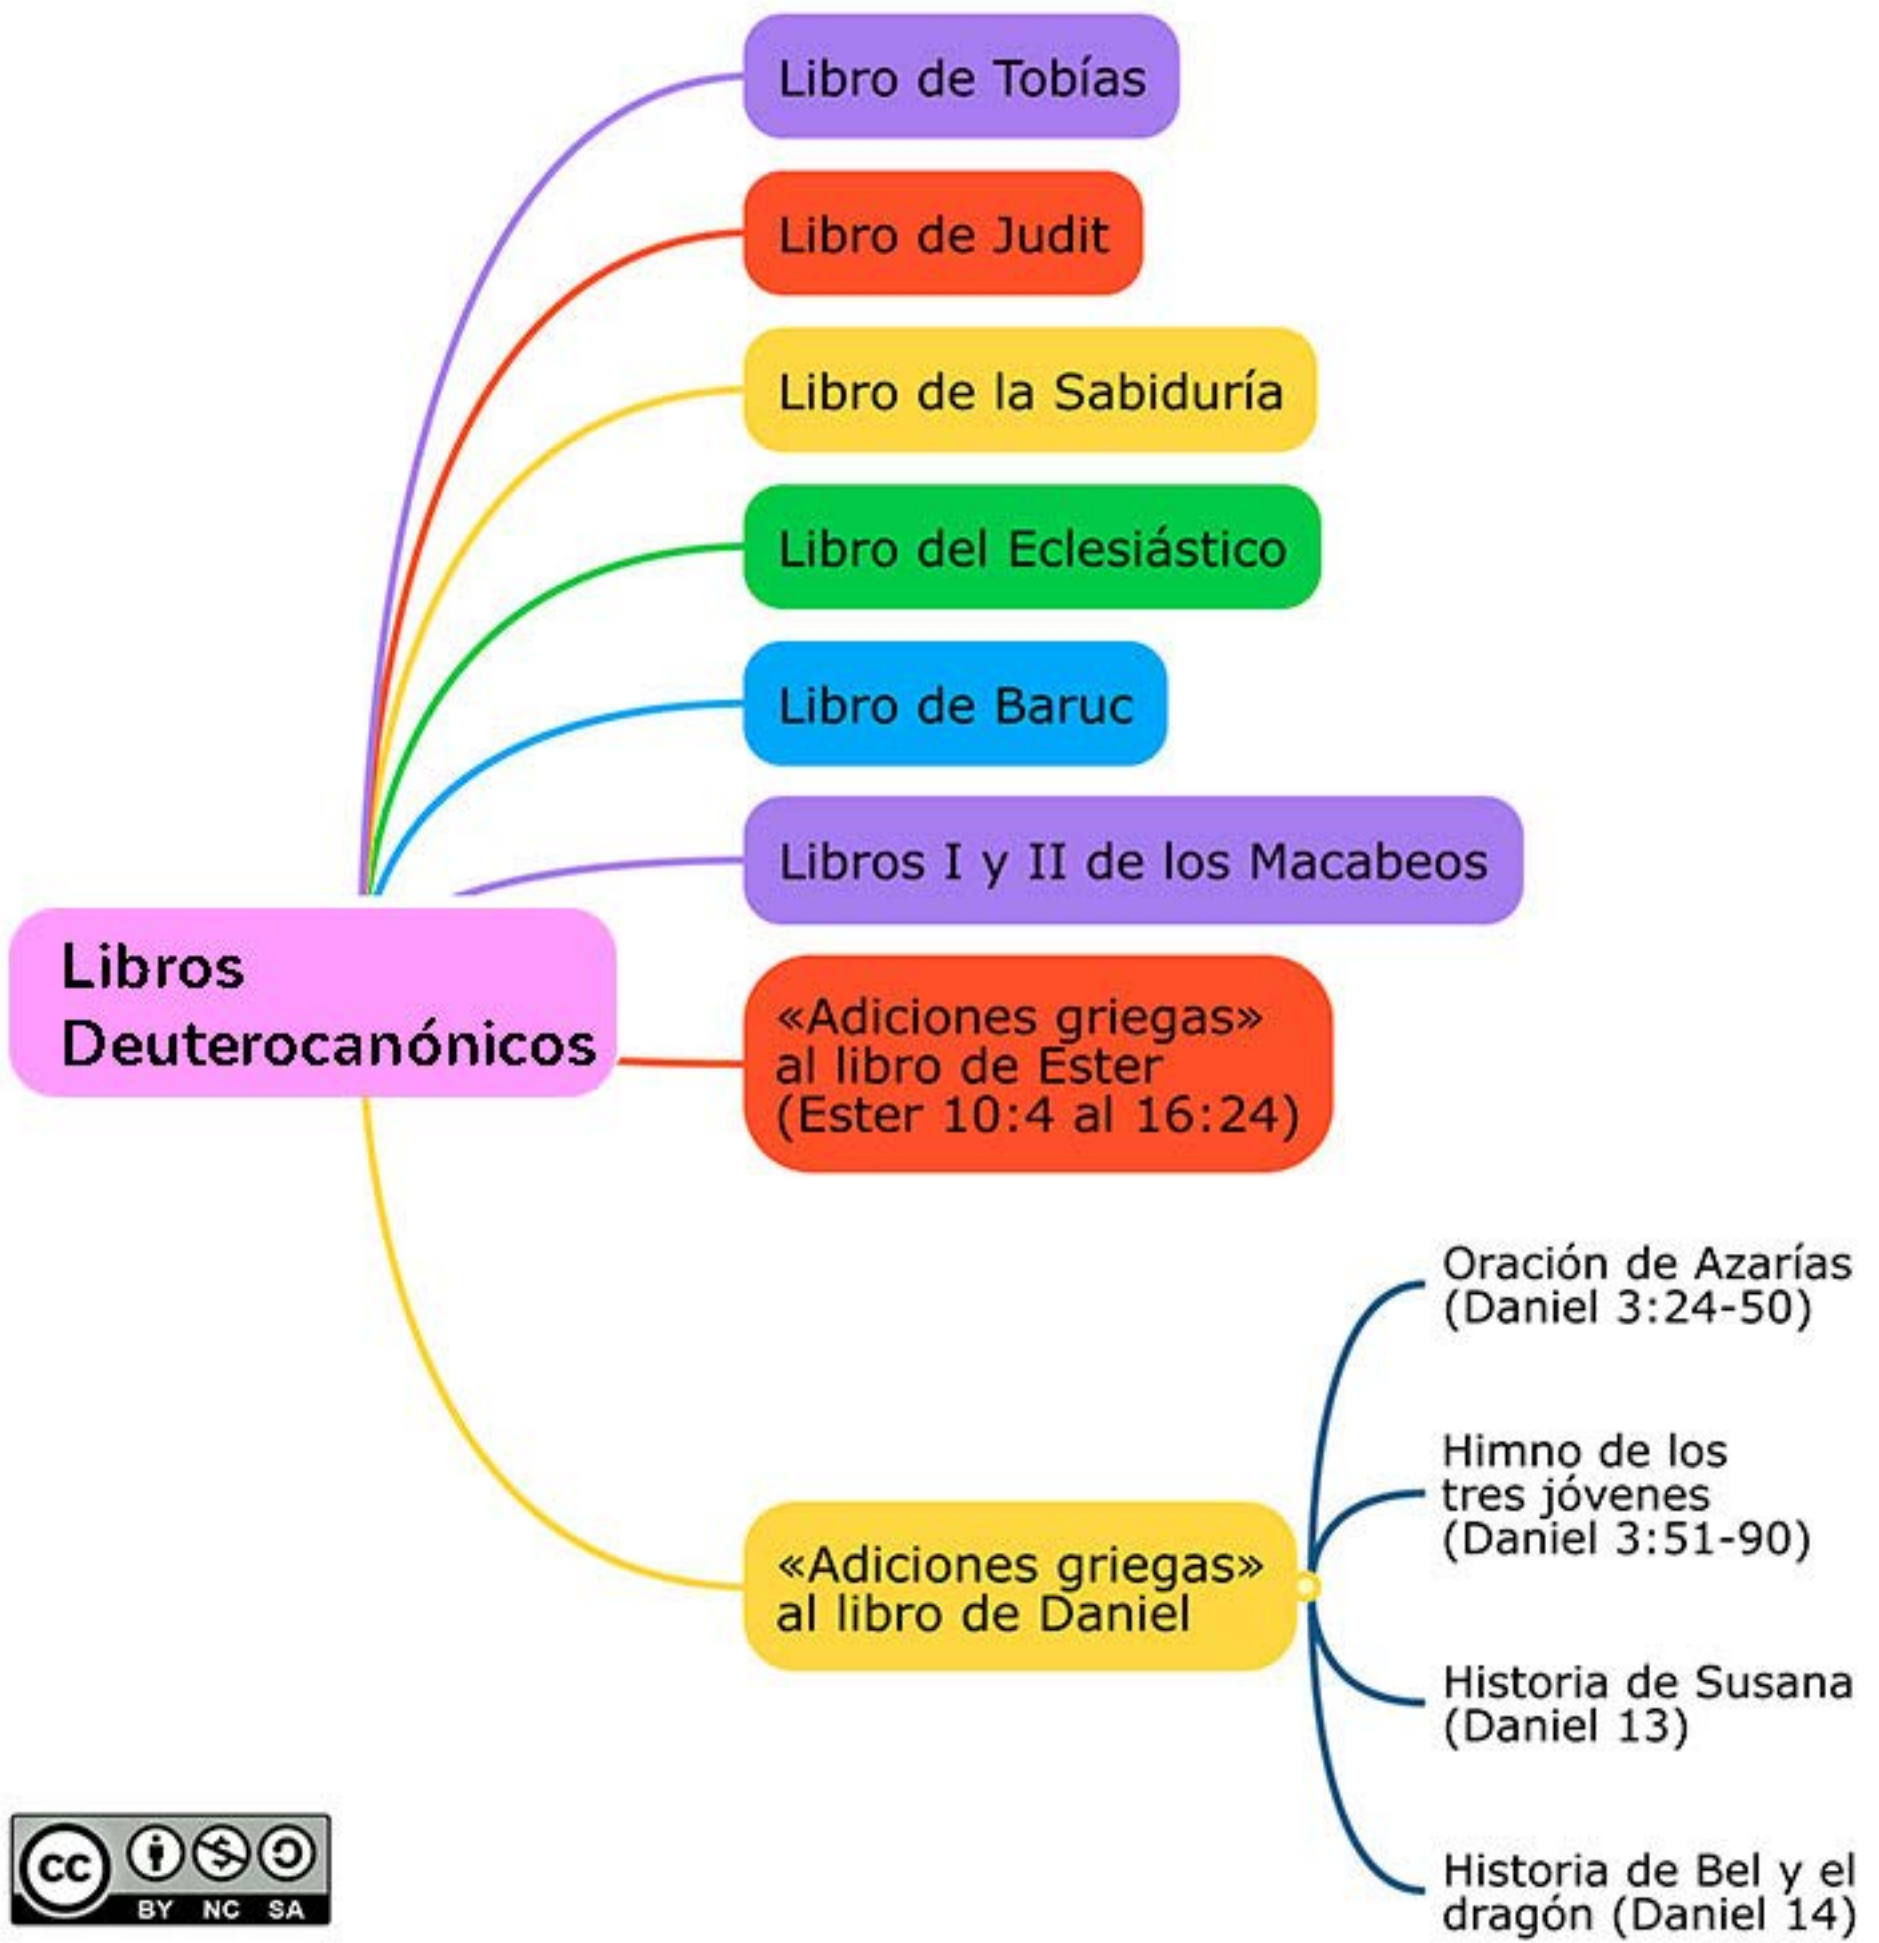 Libro de Tobías
Libro de Judit
Libro de la Sabiduría
Libro del Eclesiástico
Libro de Baruc
Libros I y II de los Macabeos
Libros
Deuterocanónicos
«Adiciones griegas»
al libro de Ester
(Ester 10:4 al 16:24)
«Adiciones griegas»
al libro de Daniel
Oración de Azarías
(Daniel 3:24-50)
Himno de los
tres jóvenes
(Daniel 3:51-90)
Historia de Susana
(Daniel 13)
Historia de Bel y el
dragón (Daniel 14)
cc
BY NC SA